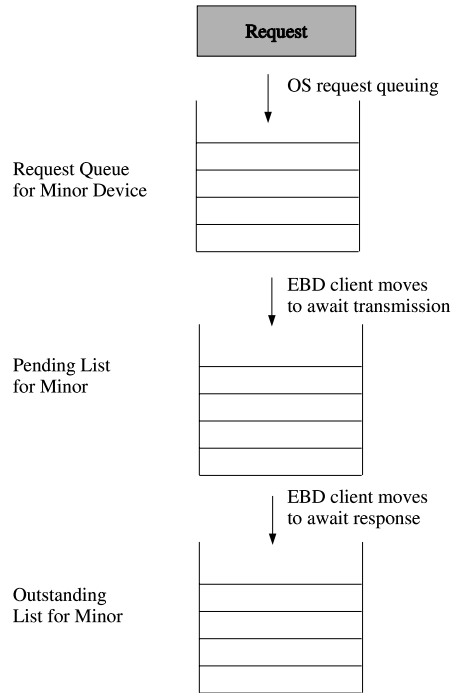 Request
OS request queuing
Request Queue
for Minor Device
EBD client moves
to await transmission
Pending List
for Minor
EBD client moves
to await response
Outstanding
List for Minor